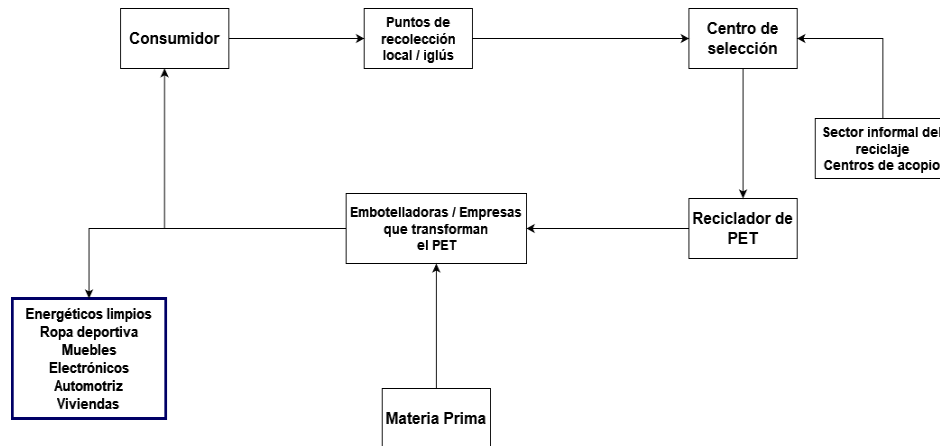 Consumidor
Puntos de
recolección
local / iglús
Centro de
selección
Sector informal del
reciclaje
Centros de acopio
Embotelladoras / Empresas
que transforman
el PET
Reciclador de
PET
Energéticos limpios
Ropa deportiva
Muebles
Electrónicos
Automotriz
Viviendas
Materia Prima